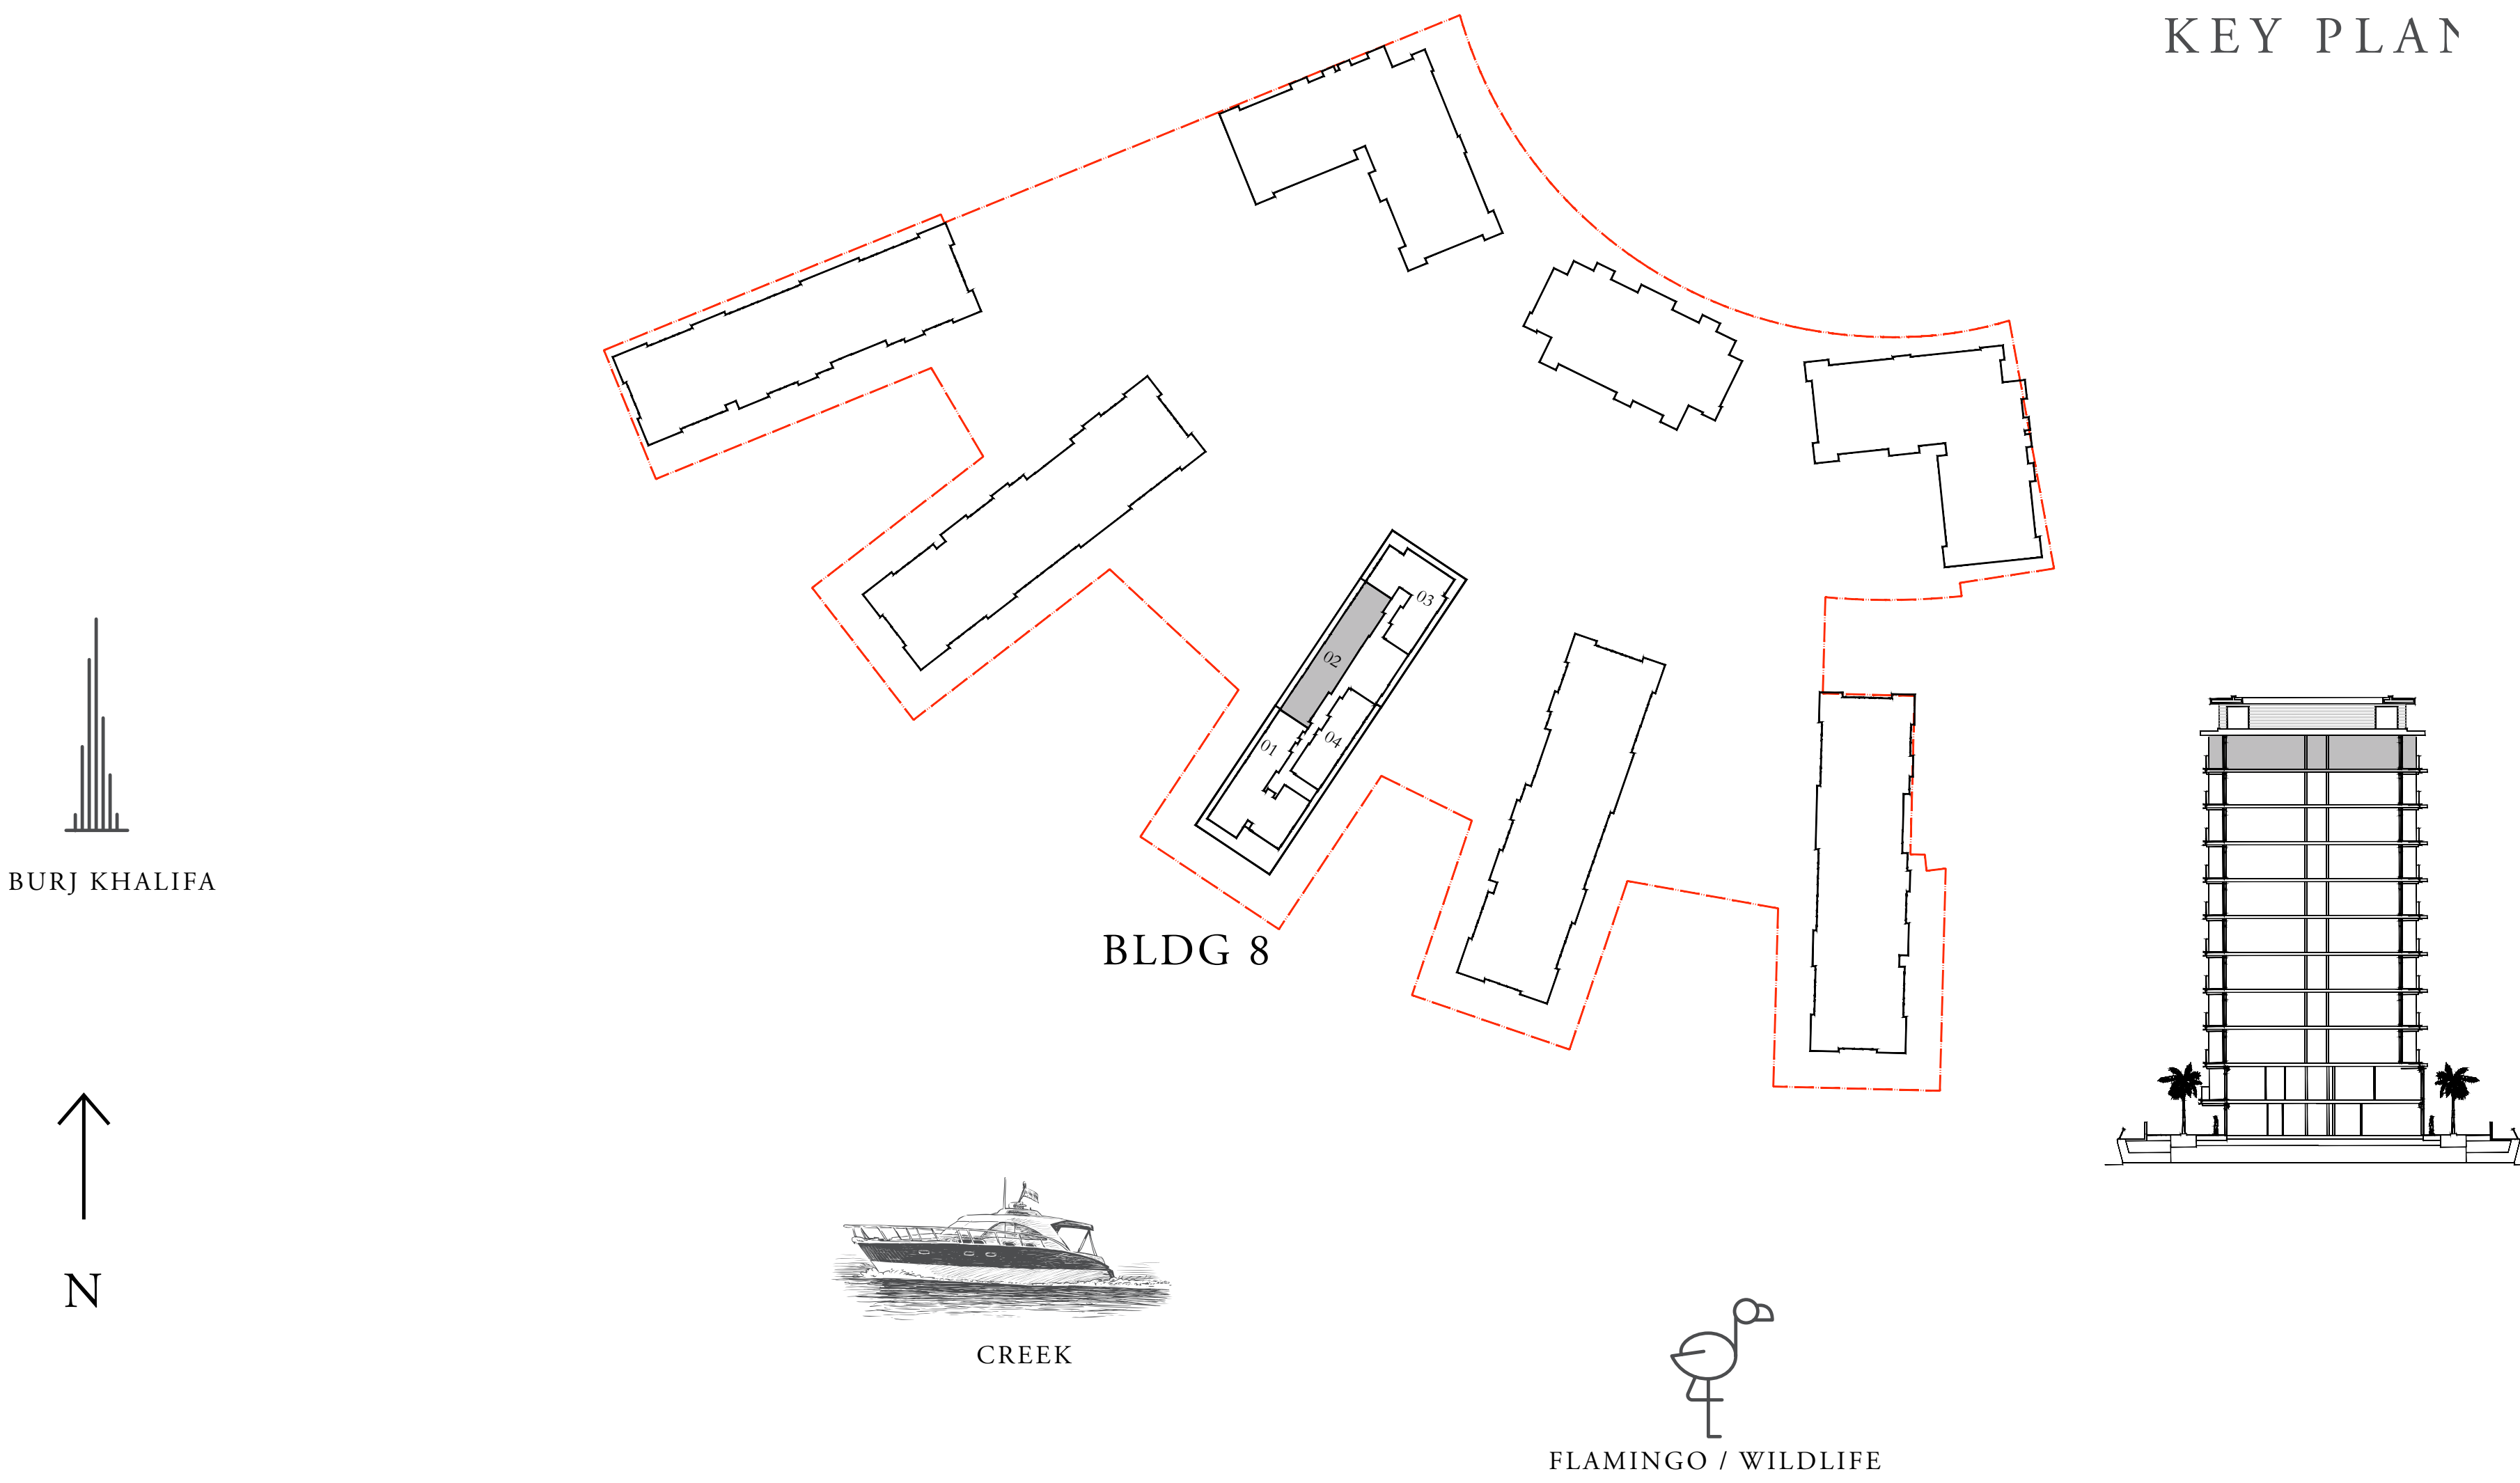 KEY PLAN
03
02
01
04
BURJ KHALIFA
BLDG 8
N
CREEK
FLAMINGO / WILDLIFE